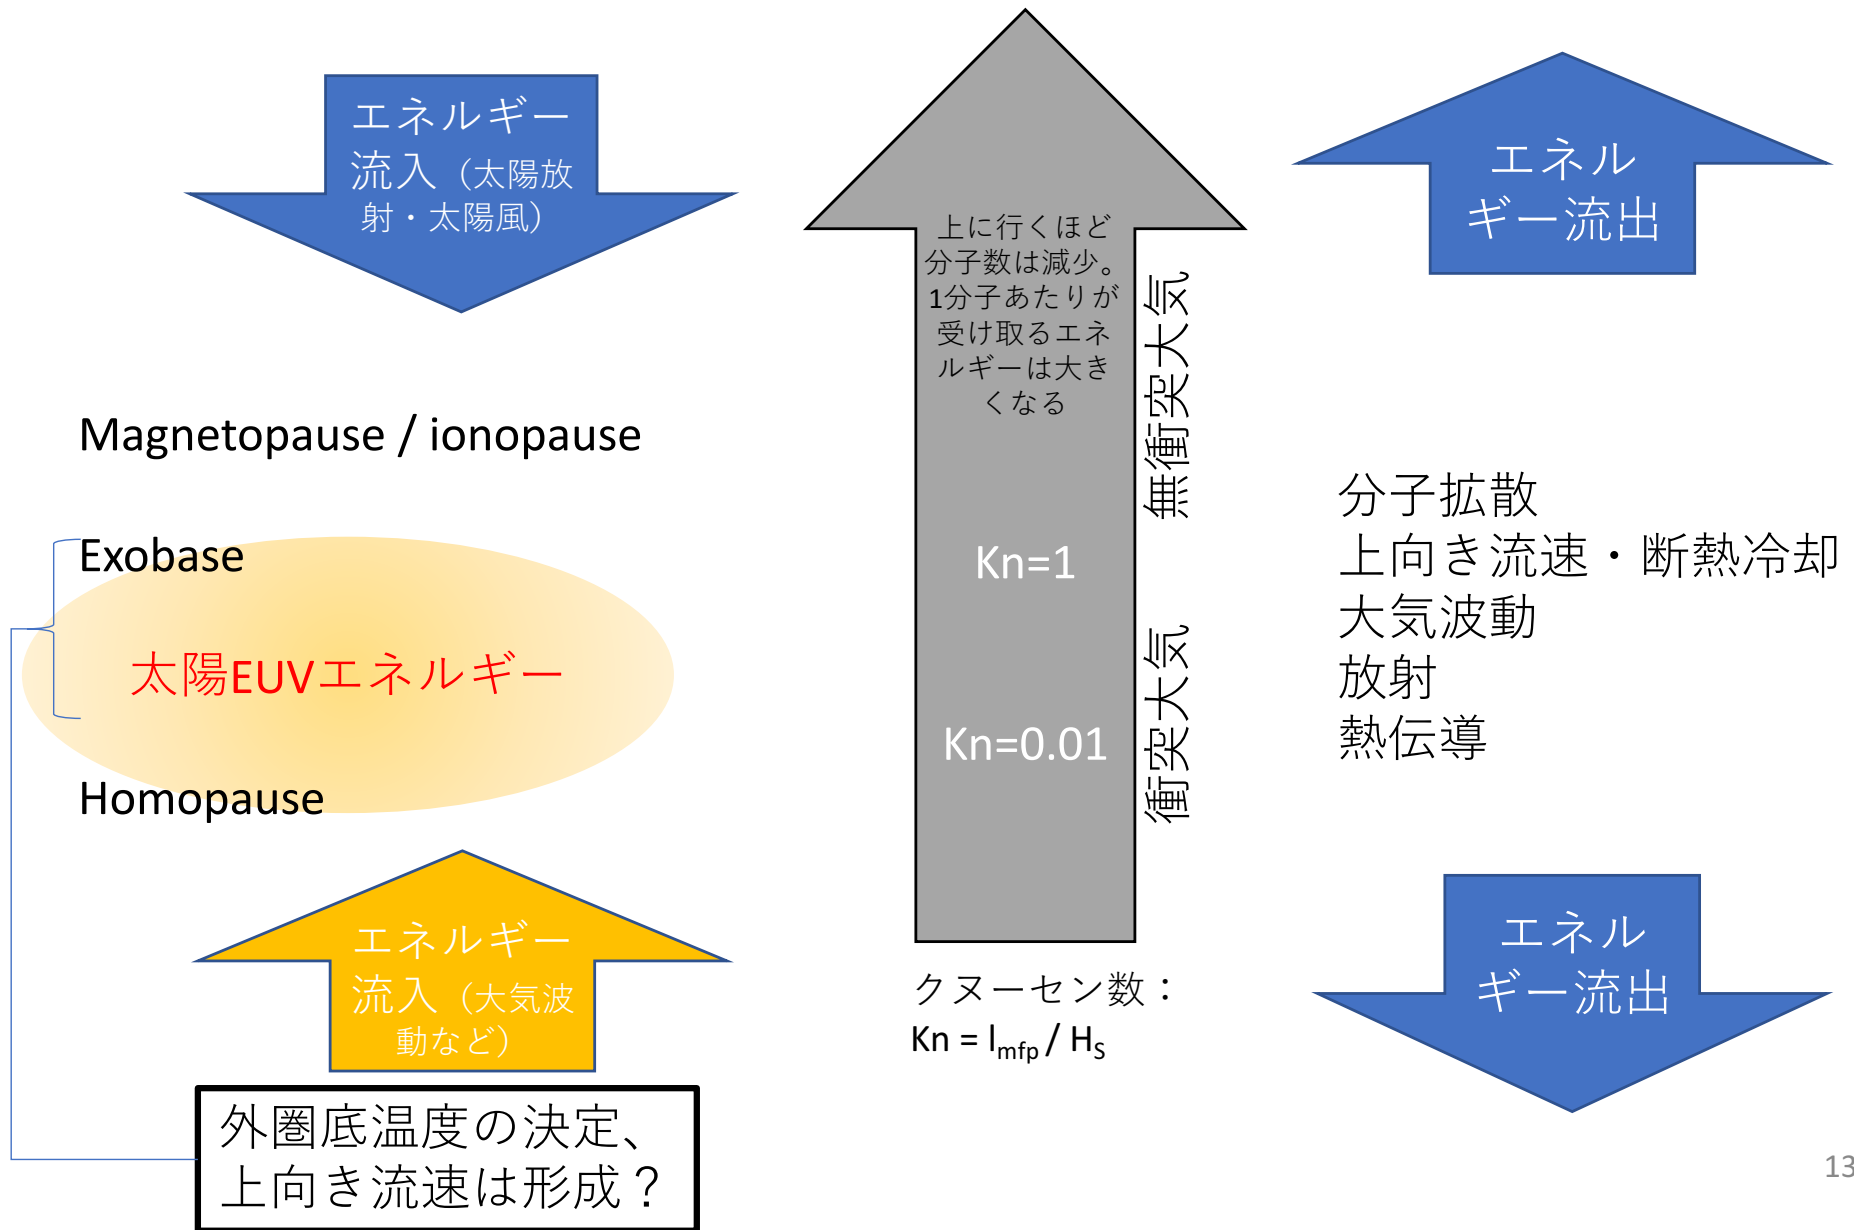 エネルギー
流入（太陽放
射・太陽風）
Magnetopause / ionopause
Exobase
太陽EUVエネルギー
Homopause
エネルギー
流入（大気波
動など）
外圏底温度の決定、
上向き流速は形成？
上に行くほど
分子数は減少。
1分子あたりが
受け取るエネ
ルギーは大き
くなる
無衝突大気
Kn=1
衝突大気
Kn=0.01
クヌーセン数：
Kn = lmfp / HS
エネル
ギー流出
分子拡散
上向き流速・断熱冷却
大気波動
放射
熱伝導
エネル
ギー流出
13